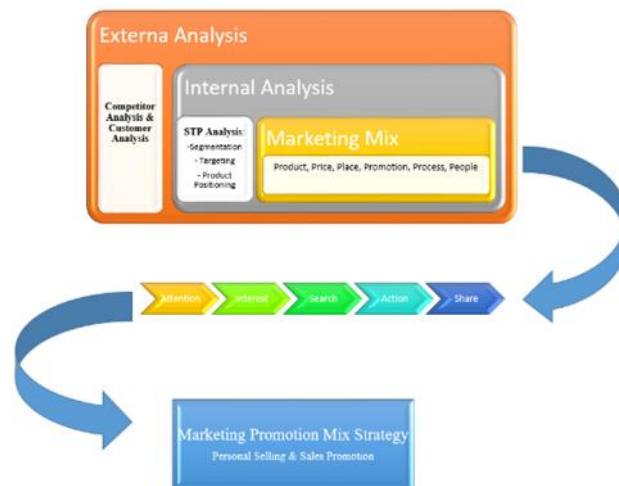 Externa Analysis
Internal Analysis
Competitor
Analysis &
Customer
Analysis
STP Analysis:
-Segmentation
- Targeting
- Product
Positioning
Marketing Mix
Product, Price, Place, Promotion, Process, People
Attention
Interest
Search
Action
Share
Marketing Promotion Mix Strategy
Personal Selling & Sales Promotion